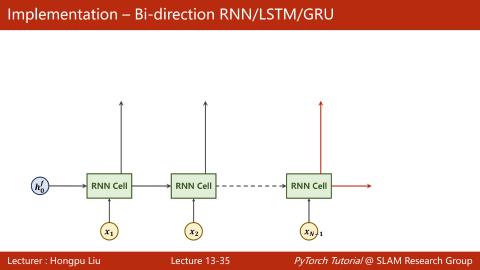 Implementation – Bi-direction RNN/LSTM/GRU
h_0^f RNN Cell RNN Cell RNN Cell
x_1 x_2 x_{N-1}
Lecturer : Hongpu Liu Lecture 13-35 PyTorch Tutorial @ SLAM Research Group